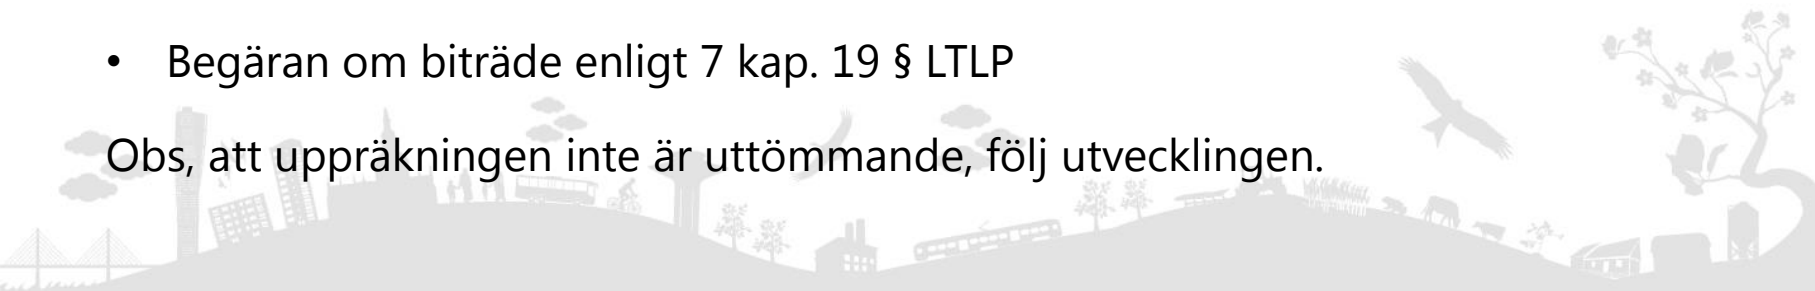 • Begäran om biträde enligt 7 kap. 19 § LTLP
Obs, att uppräkningen inte är uttömmande, följ utvecklingen.